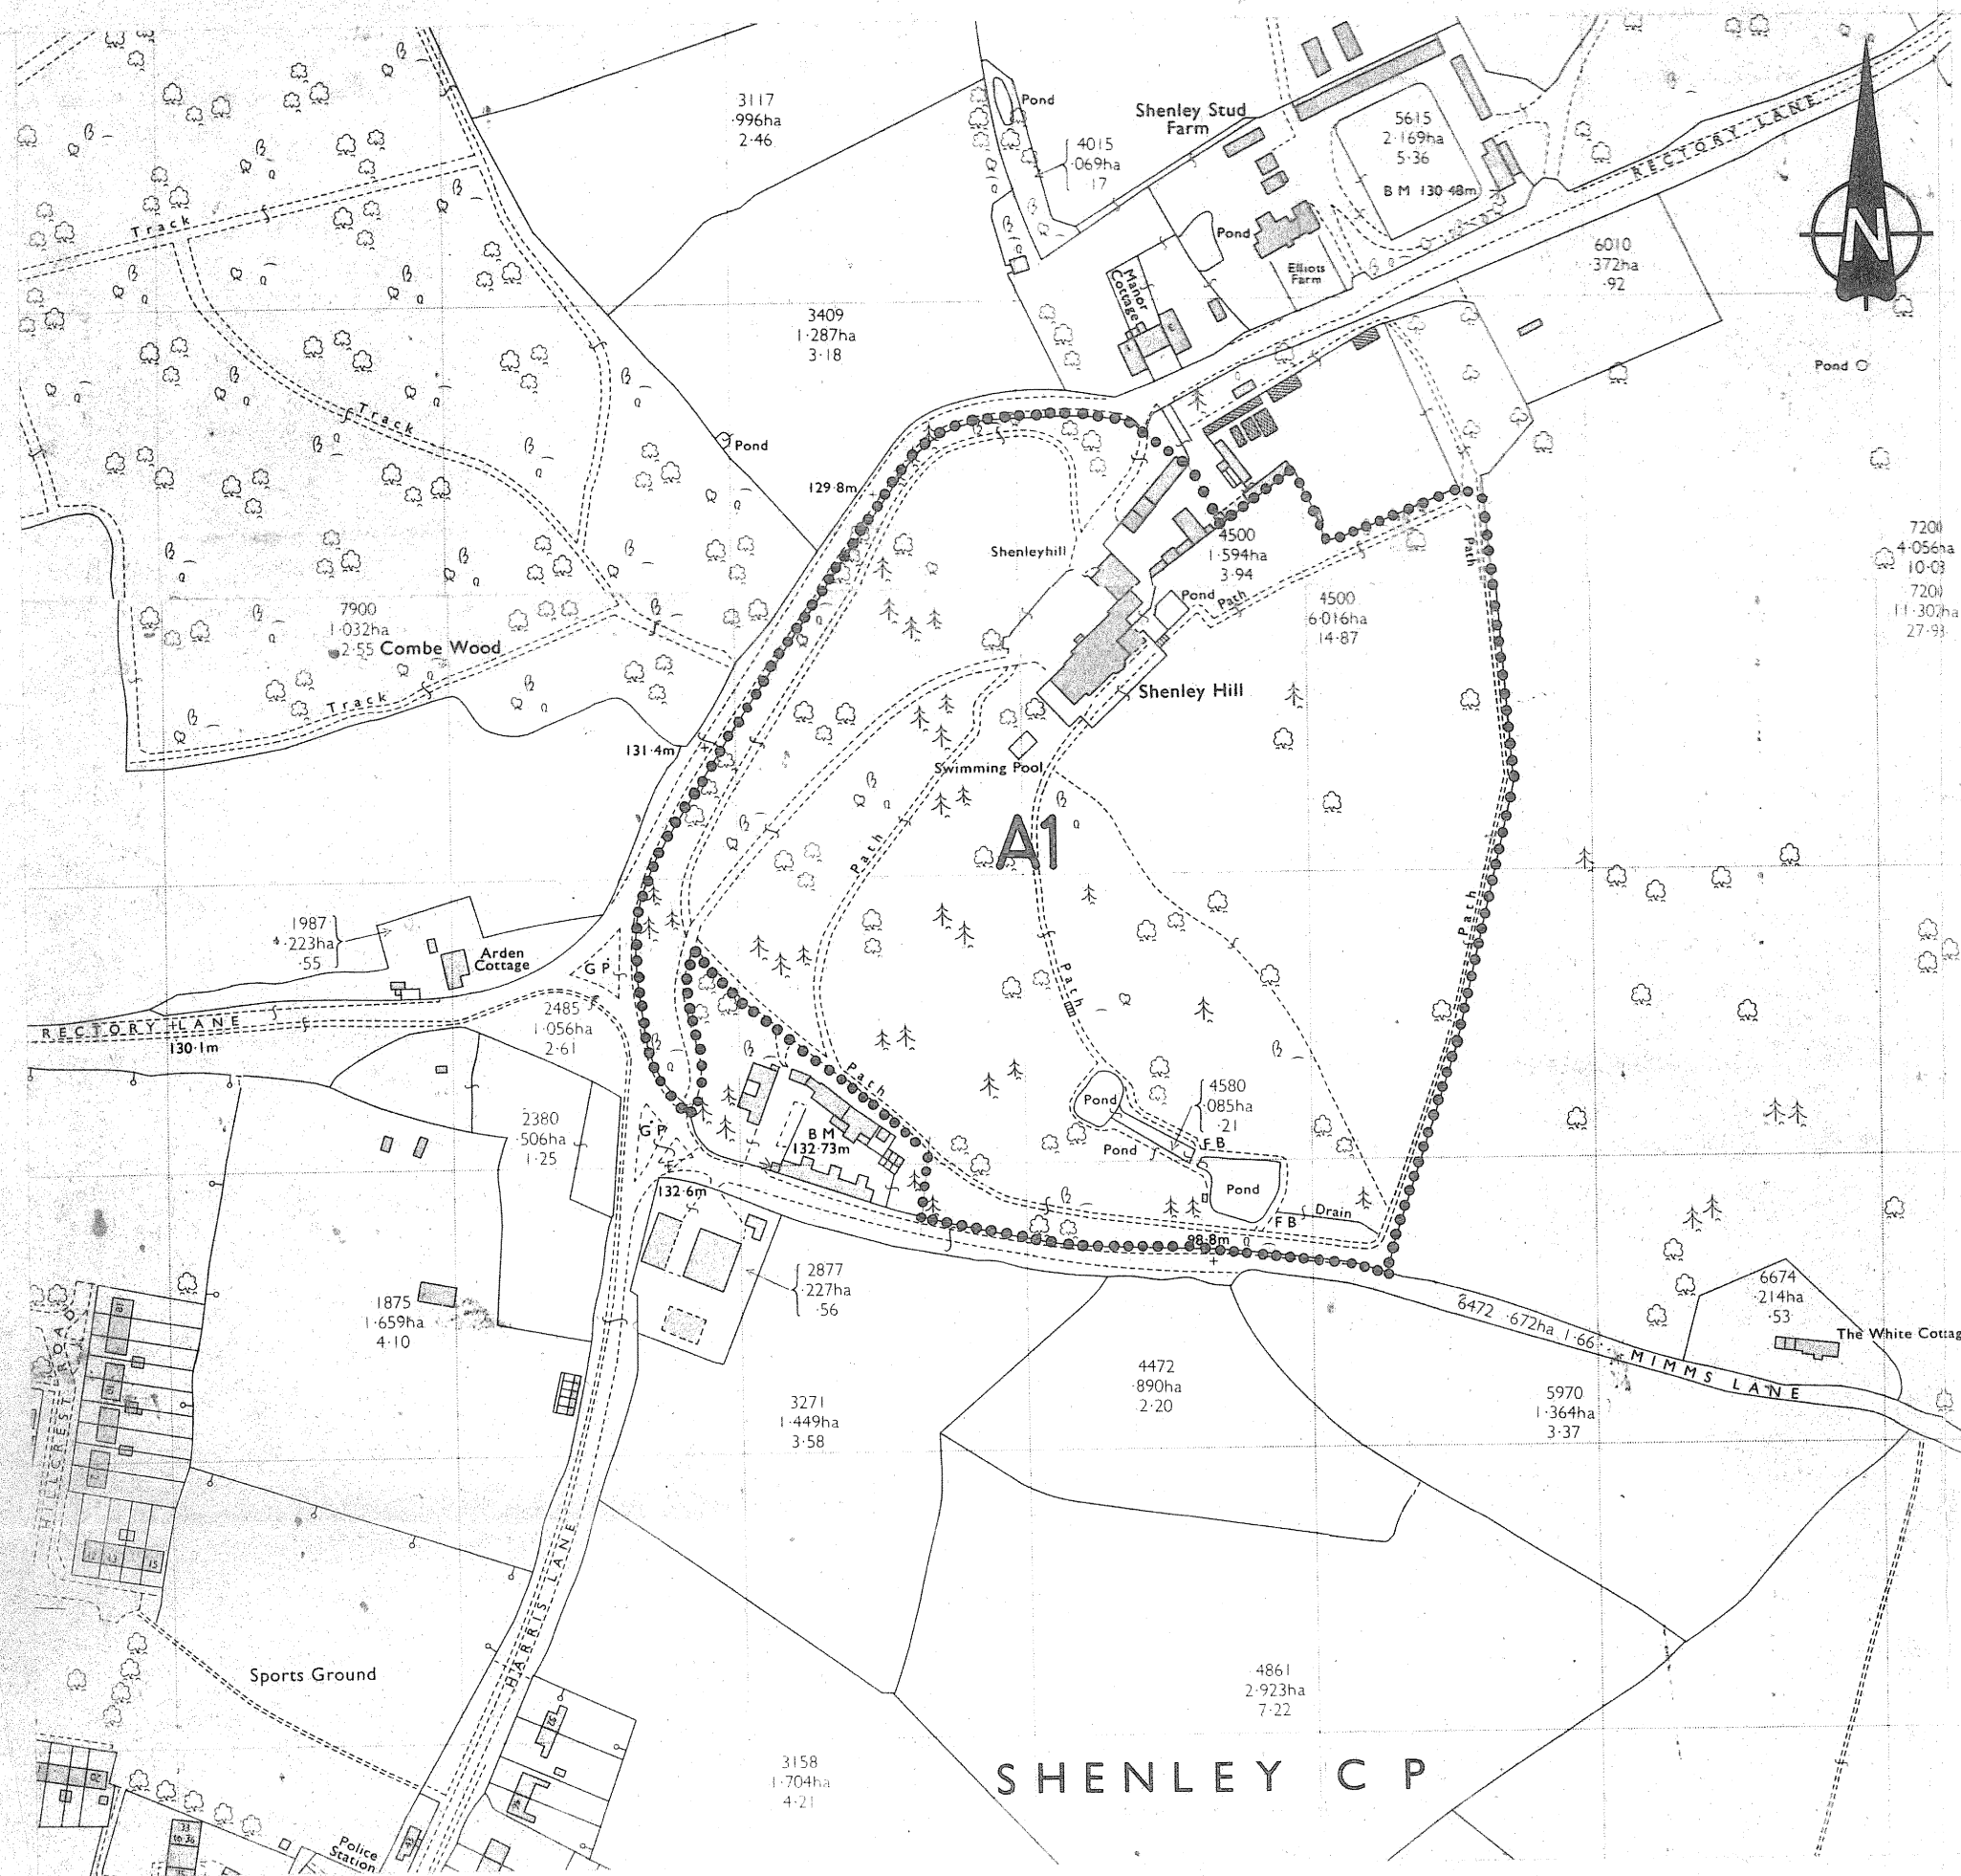 3117
·996ha
2·46
Pond
4015
·069ha
·17
Shenley Stud
Farm
5615
2·169ha
5·36
B M 130·48m
RECTORY LANE
N
Track
Pond
Elliots
Farm
Manor
Cottage
6010
·372ha
·92
3409
1·287ha
3·18
Pond
Track
Pond
129·8m
Shenleyhill
4500
1·594ha
3·94
Path
7200
4·056ha
10·03
7200
11·302ha
27·93
7900
1·032ha
2·55
Combe Wood
Pond
Path
4500
6·016ha
14·87
Track
Shenley Hill
131·4m
Swimming Pool
A1
Path
Path
1987
·223ha
·55
Arden
Cottage
G P
Path
RECTORY LANE
130·1m
2485
1·056ha
2·61
Path
2380
·506ha
1·25
G P
B M
132·73m
Pond
4580
·085ha
·21
F B
Pond
Pond
132·6m
F B
Drain
98·8m
2877
·227ha
·56
1875
1·659ha
4·10
6472 ·672ha 1·66
MIMMS LANE
6674
·214ha
·53
The White Cottag
HILLCREST ROAD
3271
1·449ha
3·58
4472
·890ha
2·20
5970
1·364ha
3·37
HARRIS LANE
15
Sports Ground
4861
2·923ha
7·22
3158
1·704ha
4·21
SHENLEY C P
33
to 36
Police
Station